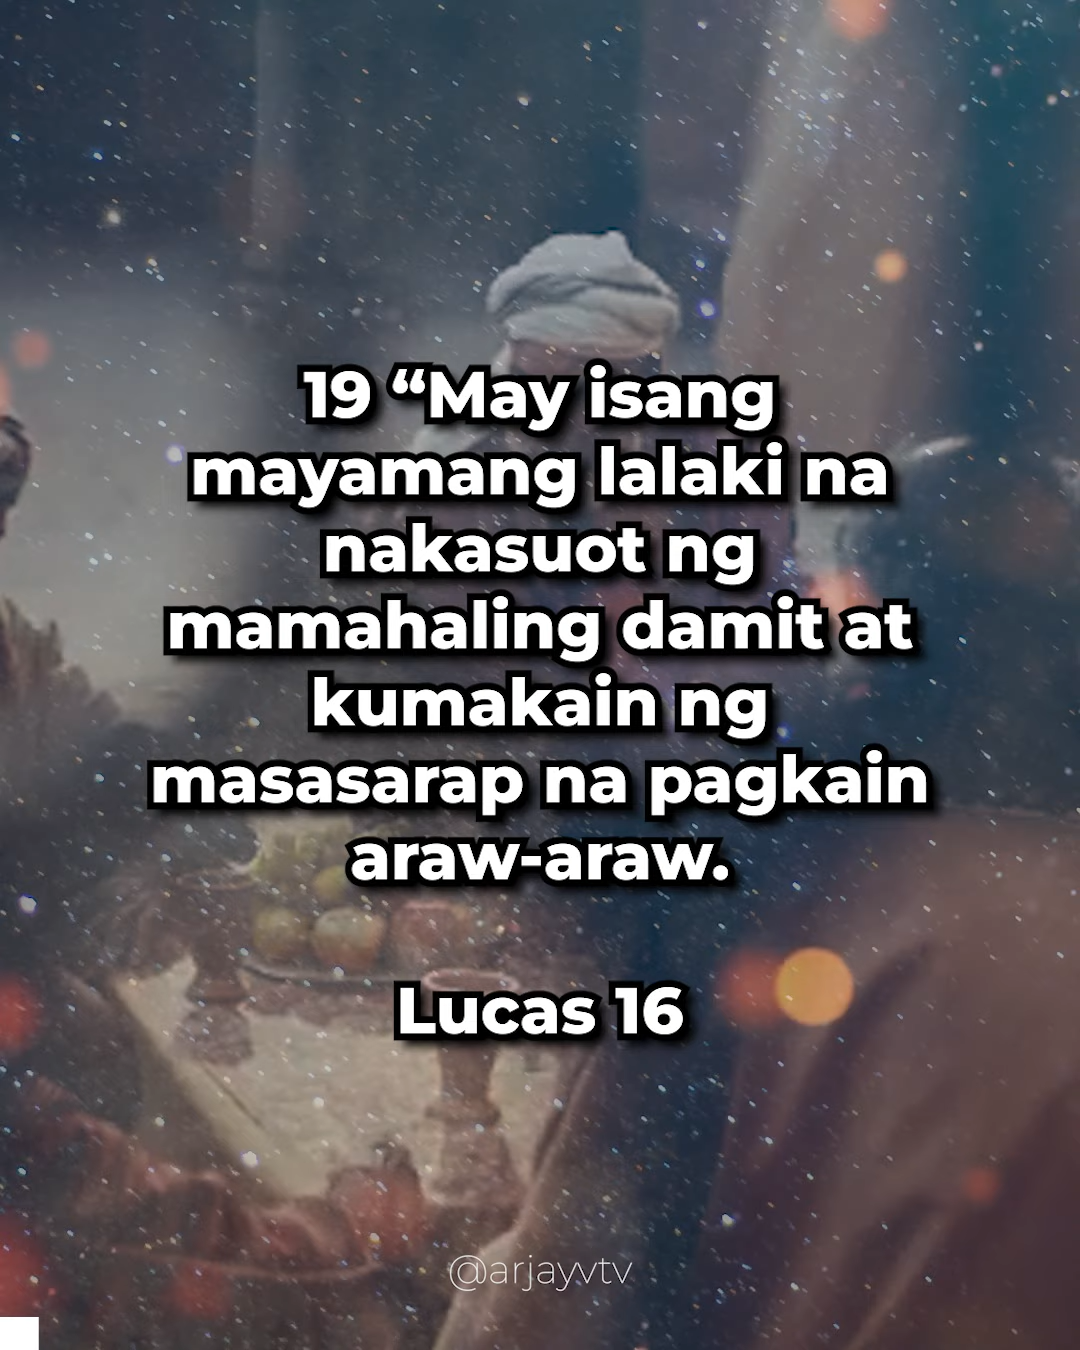 19 “May isang
mayamang lalaki na
nakasuot ng
mamahaling damit at
kumakain ng
masasarap na pagkain
araw-araw.
Lucas 16
@arjayvtv